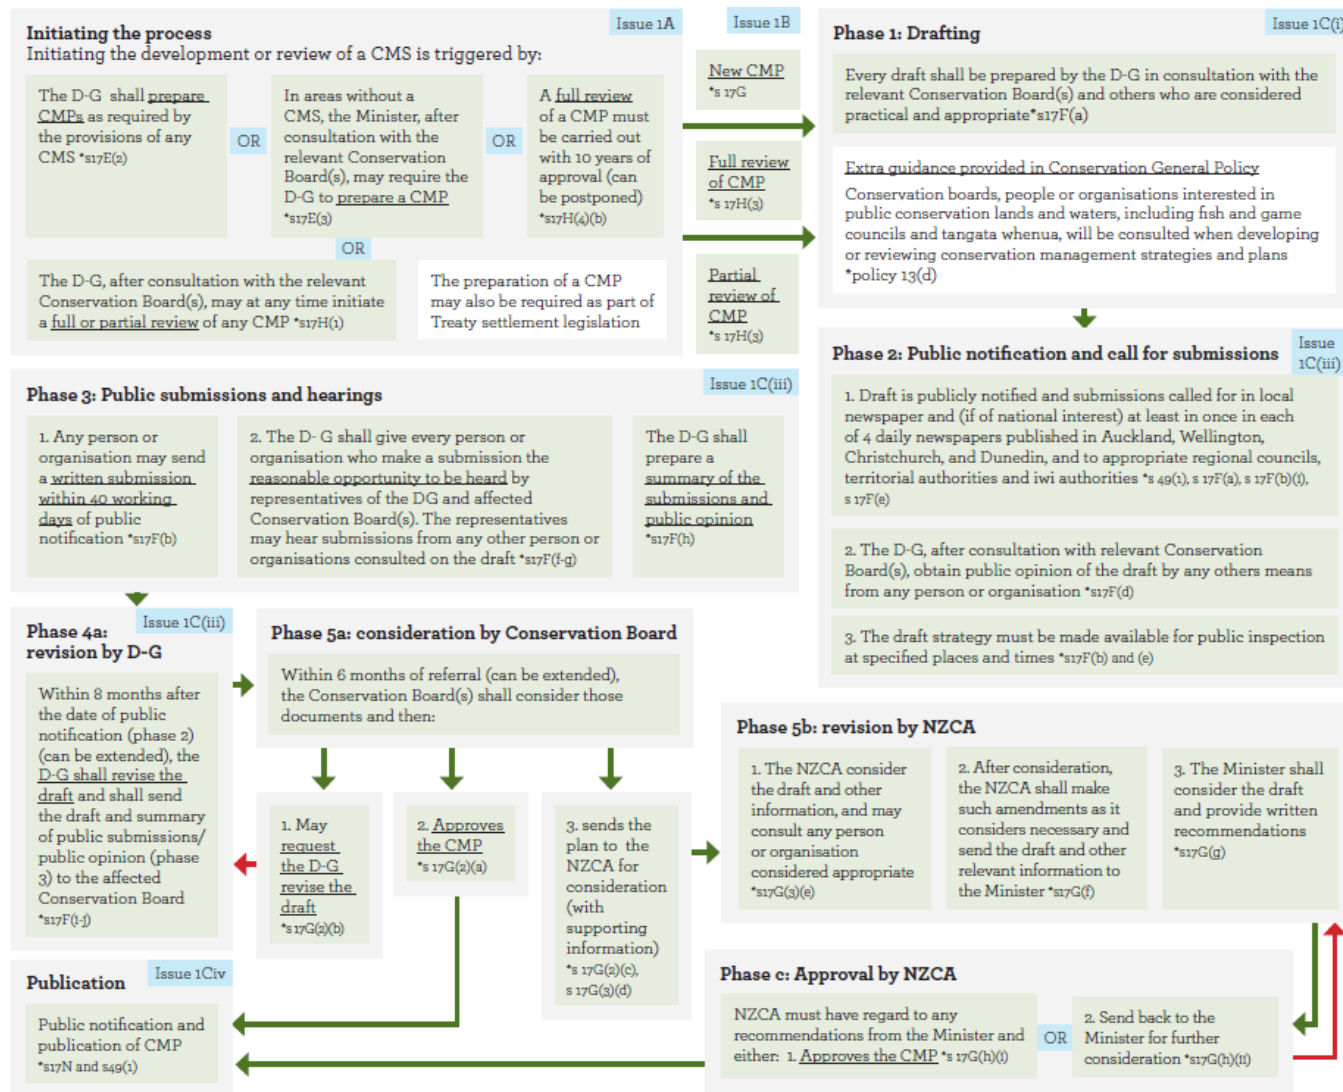 Issue 1A
Initiating the process
Initiating the development or review of a CMS is triggered by:
The D-G shall prepare
CMPs as required by
the provisions of any
CMS *s17E(2)
OR
In areas without a
CMS, the Minister, after
consultation with the
relevant Conservation
Board(s), may require the
D-G to prepare a CMP
*s17E(3)
OR
A full review
of a CMP must
be carried out
with 10 years of
approval (can
be postponed)
*s17H(4)(b)
OR
The D-G, after consultation with the relevant
Conservation Board(s), may at any time initiate
a full or partial review of any CMP *s17H(1)
The preparation of a CMP
may also be required as part of
Treaty settlement legislation
Issue 1B
New CMP
*s 17G
Full review
of CMP
*s 17H(3)
Partial
review of
CMP
*s 17H(3)
Issue 1C(i)
Phase 1: Drafting
Every draft shall be prepared by the D-G in consultation with the
relevant Conservation Board(s) and others who are considered
practical and appropriate*s17F(a)
Extra guidance provided in Conservation General Policy
Conservation boards, people or organisations interested in
public conservation lands and waters, including fish and game
councils and tangata whenua, will be consulted when developing
or reviewing conservation management strategies and plans
*policy 13(d)
Issue
1C(iii)
Phase 2: Public notification and call for submissions
1. Draft is publicly notified and submissions called for in local
newspaper and (if of national interest) at least in once in each
of 4 daily newspapers published in Auckland, Wellington,
Christchurch, and Dunedin, and to appropriate regional councils,
territorial authorities and iwi authorities *s 49(1), s 17F(a), s 17F(b)(i),
s 17F(e)
2. The D-G, after consultation with relevant Conservation
Board(s), obtain public opinion of the draft by any others means
from any person or organisation *s17F(d)
3. The draft strategy must be made available for public inspection
at specified places and times *s17F(b) and (e)
Issue 1C(iii)
Phase 3: Public submissions and hearings
1. Any person or
organisation may send
a written submission
within 40 working
days of public
notification *s17F(b)
2. The D- G shall give every person or
organisation who make a submission the
reasonable opportunity to be heard by
representatives of the DG and affected
Conservation Board(s). The representatives
may hear submissions from any other person or
organisations consulted on the draft *s17F(f-g)
The D-G shall
prepare a
summary of the
submissions and
public opinion
*s17F(h)
Issue 1C(iii)
Phase 4a:
revision by D-G
Within 8 months after
the date of public
notification (phase 2)
(can be extended), the
D-G shall revise the
draft and shall send
the draft and summary
of public submissions/
public opinion (phase
3) to the affected
Conservation Board
*s17F(i-j)
Phase 5a: consideration by Conservation Board
Within 6 months of referral (can be extended),
the Conservation Board(s) shall consider those
documents and then:
1. May
request
the D-G
revise the
draft
*s 17G(2)(b)
2. Approves
the CMP
*s 17G(2)(a)
3. sends the
plan to the
NZCA for
consideration
(with
supporting
information)
*s 17G(2)(c),
s 17G(3)(d)
Phase 5b: revision by NZCA
1. The NZCA consider
the draft and other
information, and may
consult any person
or organisation
considered appropriate
*s17G(3)(e)
2. After consideration,
the NZCA shall make
such amendments as it
considers necessary and
send the draft and other
relevant information to
the Minister *s17G(f)
3. The Minister shall
consider the draft
and provide written
recommendations
*s17G(g)
Phase c: Approval by NZCA
NZCA must have regard to any
recommendations from the Minister and
either: 1. Approves the CMP *s 17G(h)(i)
OR
2. Send back to the
Minister for further
consideration *s17G(h)(ii)
Issue 1Civ
Publication
Public notification and
publication of CMP
*s17N and s49(1)